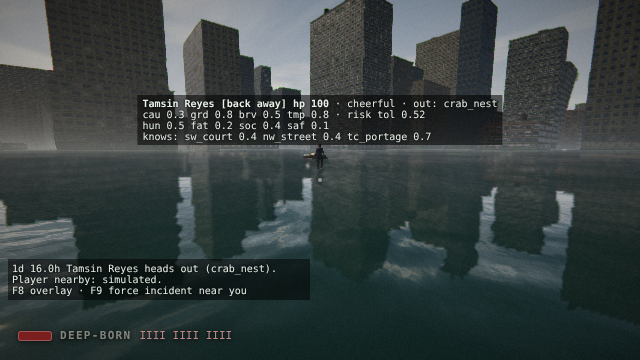 Tamsin Reyes [back away] hp 100 · cheerful · out: crab_nest
cau 0.3 grd 0.8 brv 0.5 tmp 0.8 · risk tol 0.52
hun 0.5 fat 0.2 soc 0.4 saf 0.1
knows: sw_court 0.4 nw_street 0.4 tc_portage 0.7
1d 16.0h Tamsin Reyes heads out (crab_nest).
Player nearby: simulated.
F8 overlay · F9 force incident near you
DEEP-BORN IIII IIII IIII